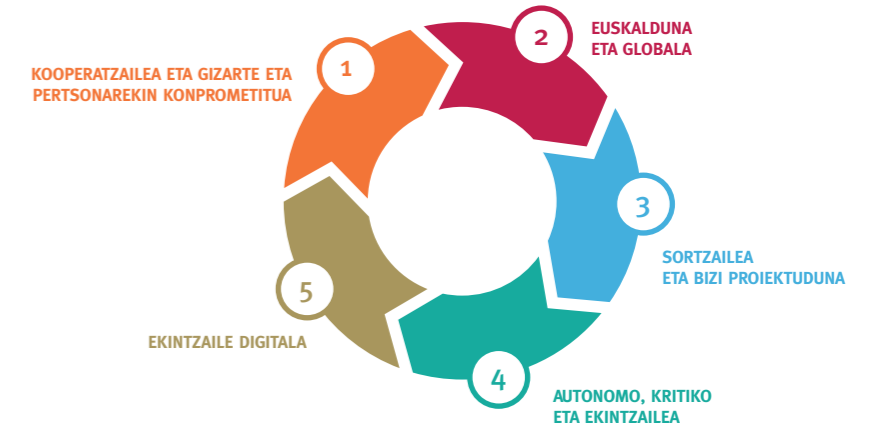 1
KOOPERATZAILEA ETA GIZARTE ETA
PERTSONAREKIN KONPROMETITUA
2
EUSKALDUNA
ETA GLOBALA
3
SORTZAILEA
ETA BIZI PROIEKTUDUNA
4
AUTONOMO, KRITIKO
ETA EKINTZAILEA
5
EKINTZAILE DIGITALA